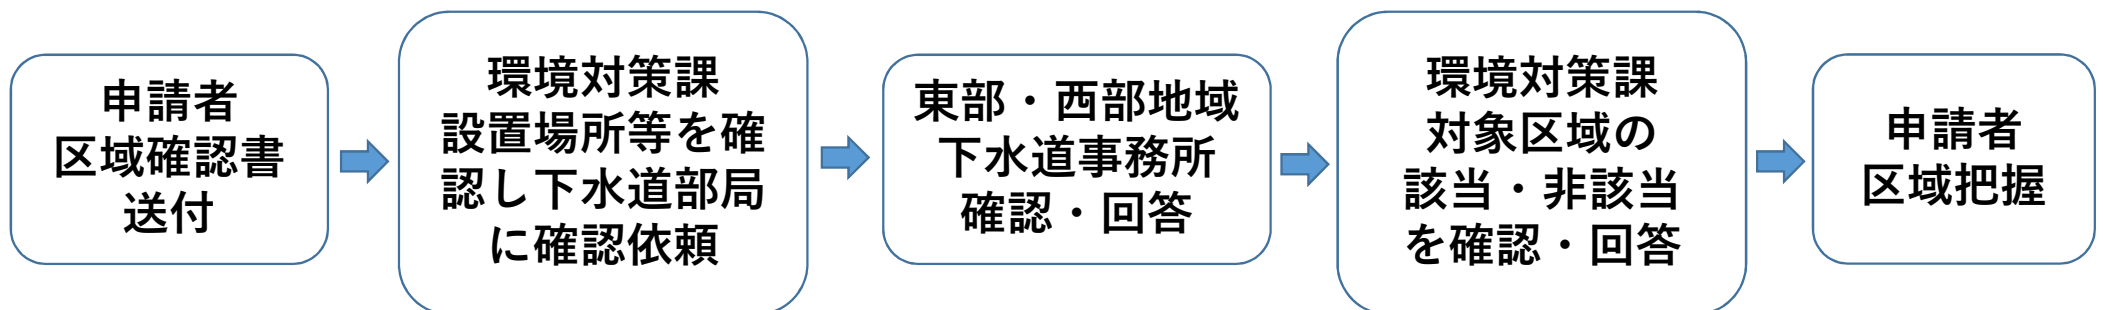 申請者
区域確認書
送付
環境対策課
設置場所等を確
認し下水道部局
に確認依頼
東部・西部地域
下水道事務所
確認・回答
環境対策課
対象区域の
該当・非該当
を確認・回答
申請者
区域把握